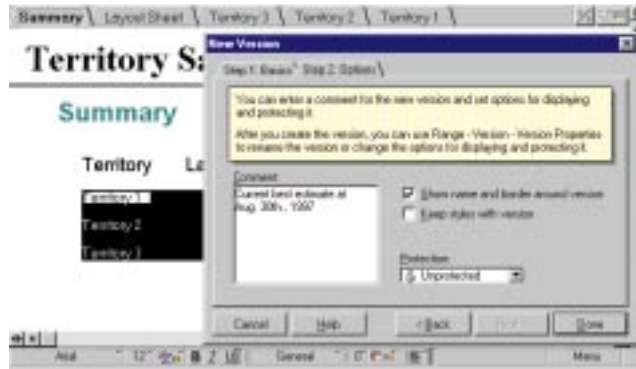 Summary \ Layout Sheet \ Territory 3 \ Territory 2 \ Territory 1 \
Territory Sa
Summary
Territory La
Territory 1
Territory 2
Territory 3
New Version
Step 1: Basics \ Step 2: Options \
You can enter a comment for the new version and set options for displaying
and protecting it.
After you create the version, you can use Range - Version - Version Properties
to rename the version or change the options for displaying and protecting it.
Comment:
Current best estimate at
Aug. 30th., 1997
Show name and border around version
Keep styles with version
Protection:
Unprotected
Cancel Help < Back Done
Arial 12 B I U General 0 Menu